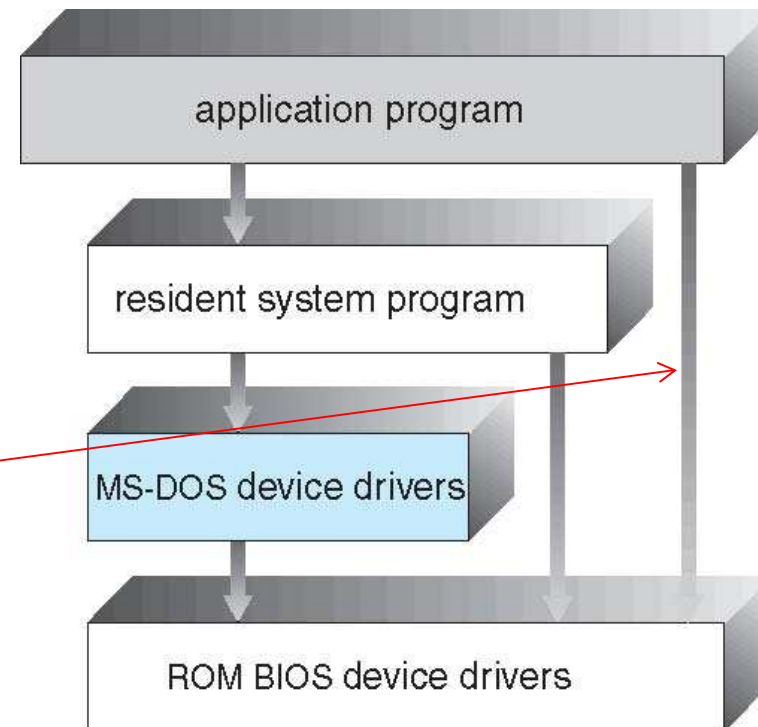 application program
resident system program
MS-DOS device drivers
ROM BIOS device drivers